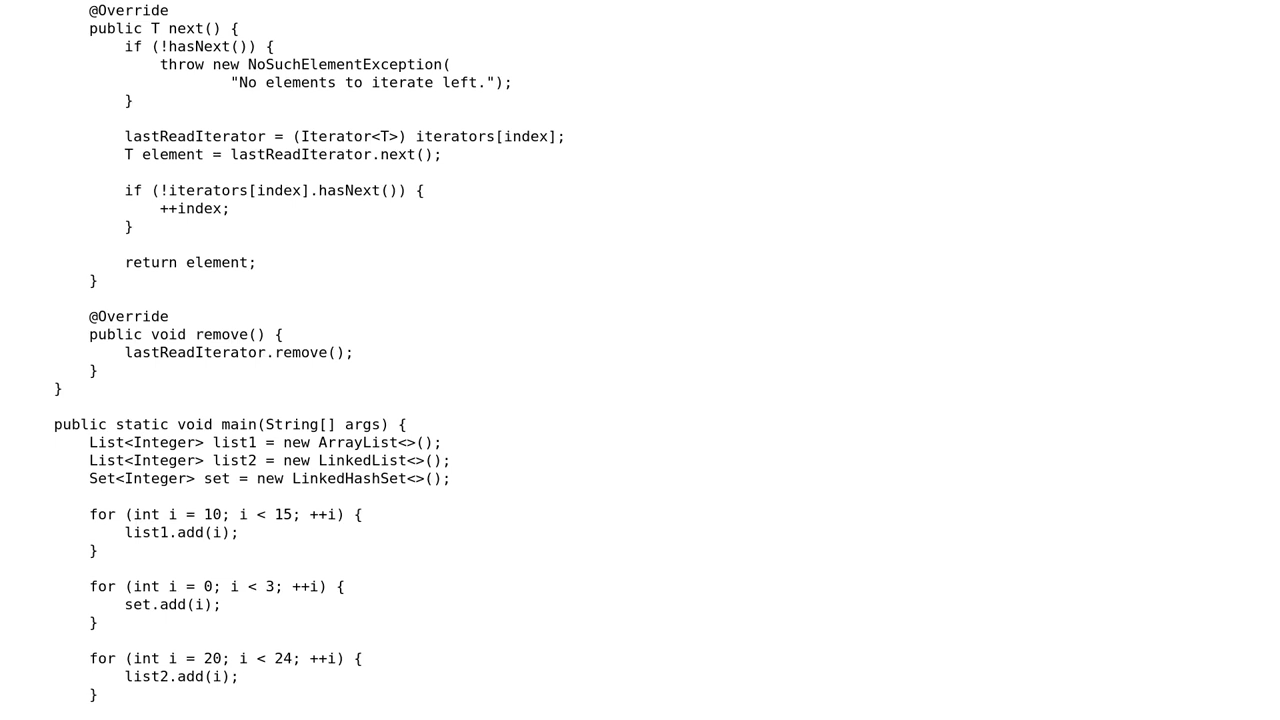 @Override
public T next() {
if (!hasNext()) {
throw new NoSuchElementException(
"No elements to iterate left.");
}
lastReadIterator = (Iterator<T>) iterators[index];
T element = lastReadIterator.next();
if (!iterators[index].hasNext()) {
++index;
}
return element;
}
@Override
public void remove() {
lastReadIterator.remove();
}
}
public static void main(String[] args) {
List<Integer> list1 = new ArrayList<>();
List<Integer> list2 = new LinkedList<>();
Set<Integer> set = new LinkedHashSet<>();
for (int i = 10; i < 15; ++i) {
list1.add(i);
}
for (int i = 0; i < 3; ++i) {
set.add(i);
}
for (int i = 20; i < 24; ++i) {
list2.add(i);
}